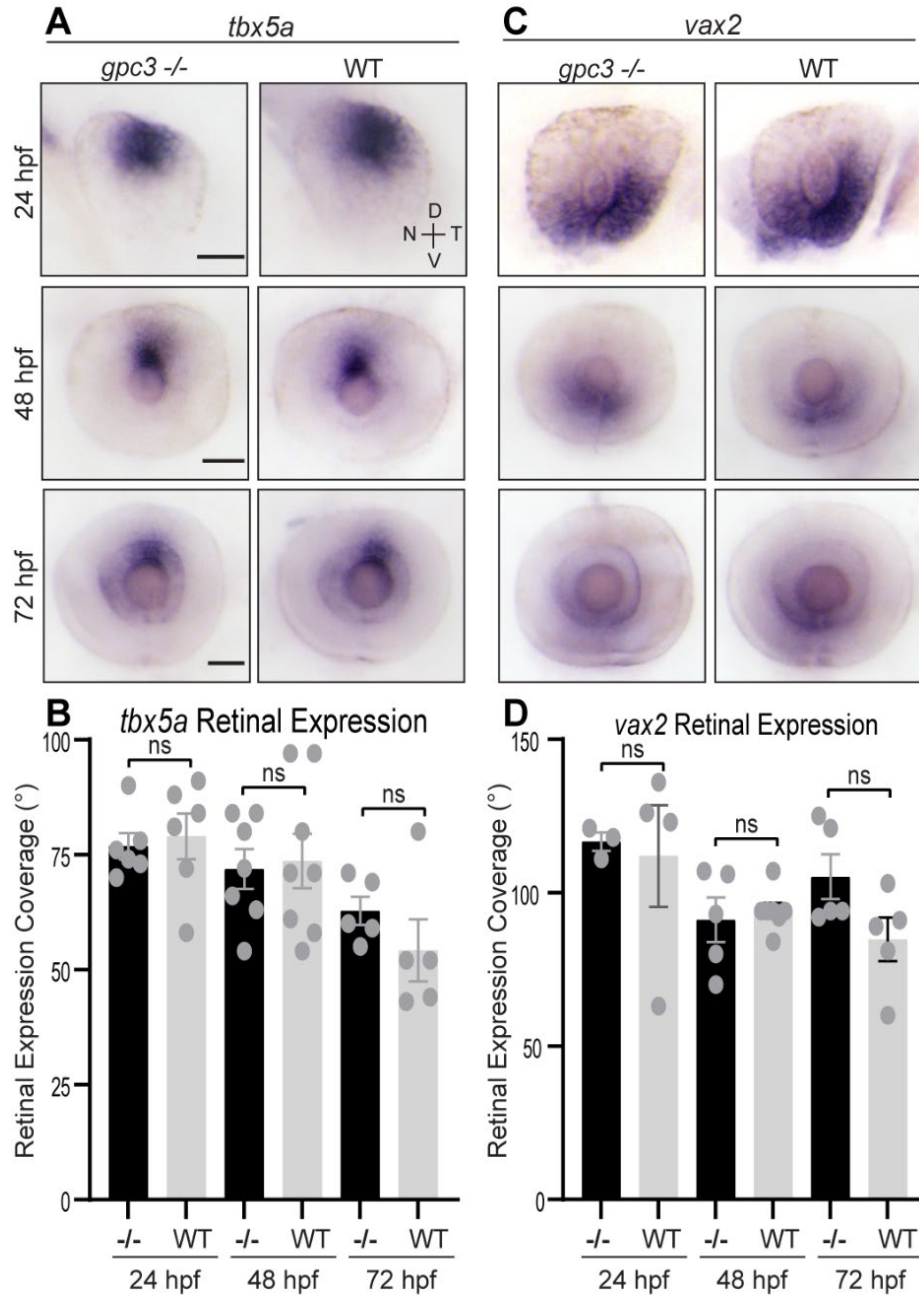 A
tbx5a
gpc3 -/-
WT
24 hpf
D
N T
V
48 hpf
72 hpf
C
vax2
gpc3 -/-
WT
B
tbx5a Retinal Expression
Retinal Expression Coverage (°)
100
75
50
25
0
ns
ns
ns
-/- WT -/- WT -/- WT
24 hpf 48 hpf 72 hpf
D
vax2 Retinal Expression
Retinal Expression Coverage (°)
150
100
50
0
ns
ns
ns
-/- WT -/- WT -/- WT
24 hpf 48 hpf 72 hpf